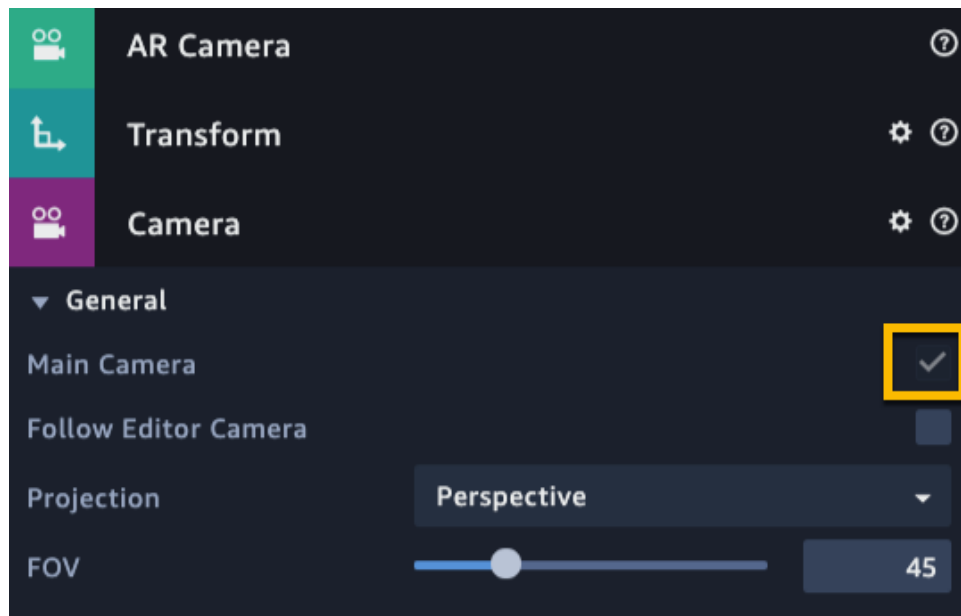 AR Camera
Transform
Camera
General
Main Camera
Follow Editor Camera
Projection Perspective
FOV 45